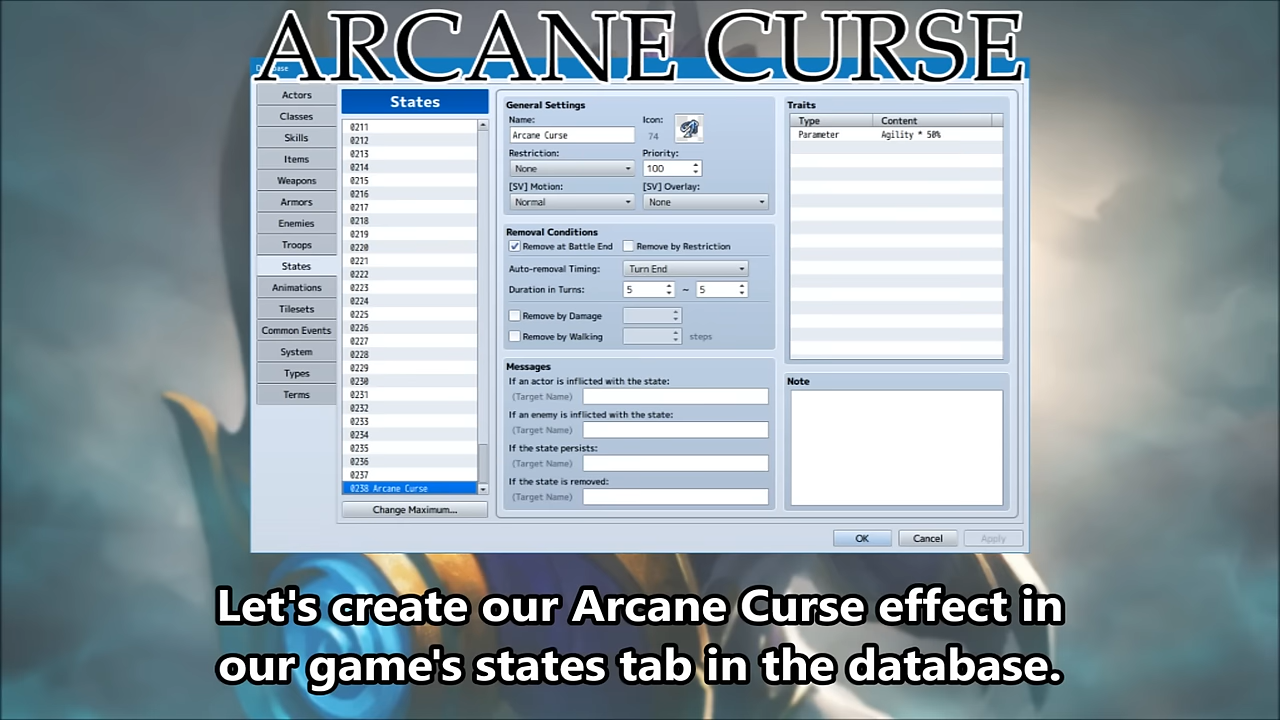 ARCANE CURSE
Actors
Classes
Skills
Items
Weapons
Armors
Enemies
Troops
States
Animations
Tilesets
Common Events
System
Types
Terms
States
0211
0212
0213
0214
0215
0216
0217
0218
0219
0220
0221
0222
0223
0224
0225
0226
0227
0228
0229
0230
0231
0232
0233
0234
0235
0236
0237
0238 Arcane Curse
Change Maximum...
General Settings
Name: Icon:
Arcane Curse 74
Restriction: Priority:
None 100
[SV] Motion: [SV] Overlay:
Normal None
Removal Conditions
Remove at Battle End Remove by Restriction
Auto-removal Timing: Turn End
Duration in Turns: 5 ~ 5
Remove by Damage
Remove by Walking steps
Messages
If an actor is inflicted with the state:
(Target Name)
If an enemy is inflicted with the state:
(Target Name)
If the state persists:
(Target Name)
If the state is removed:
(Target Name)
Traits
Type Content
Parameter Agility * 50%
Note
OK Cancel Apply
Let's create our Arcane Curse effect in
our game's states tab in the database.